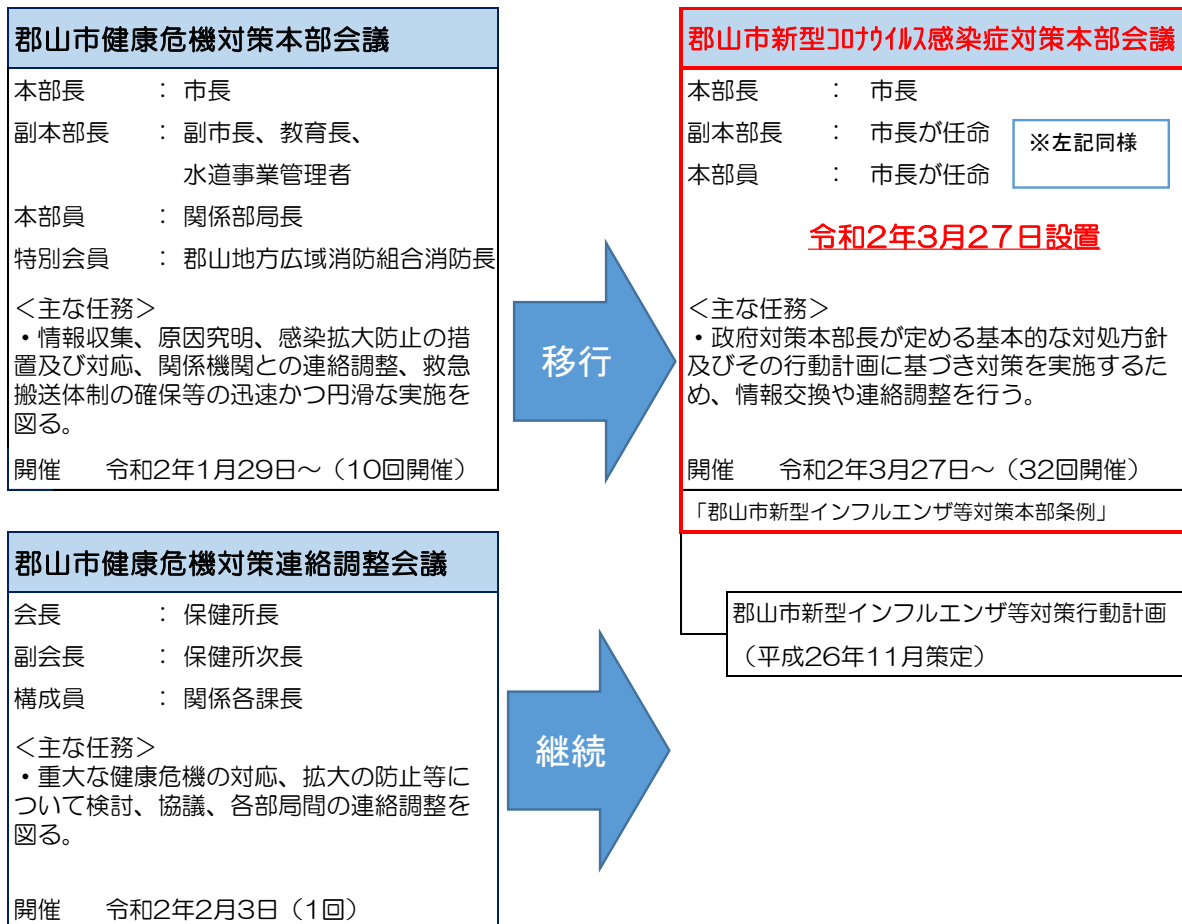 郡山市健康危機対策本部会議
本部長 : 市長
副本部長 : 副市長、教育長、
水道事業管理者
本部員 : 関係部局長
特別会員 : 郡山地方広域消防組合消防長
＜主な任務＞
・情報収集、原因究明、感染拡大防止の措
置及び対応、関係機関との連絡調整、救急
搬送体制の確保等の迅速かつ円滑な実施を
図る。
開催 令和2年1月29日～（10回開催）
移行
郡山市新型ｺﾛﾅｳｲﾙｽ感染症対策本部会議
本部長 : 市長
副本部長 : 市長が任命
本部員 : 市長が任命
※左記同様
令和2年3月27日設置
＜主な任務＞
・政府対策本部長が定める基本的な対処方針
及びその行動計画に基づき対策を実施するた
め、情報交換や連絡調整を行う。
開催 令和2年3月27日～（32回開催）
「郡山市新型インフルエンザ等対策本部条例」
郡山市新型インフルエンザ等対策行動計画
（平成26年11月策定）
郡山市健康危機対策連絡調整会議
会長 : 保健所長
副会長 : 保健所次長
構成員 : 関係各課長
＜主な任務＞
・重大な健康危機の対応、拡大の防止等に
ついて検討、協議、各部局間の連絡調整を
図る。
開催 令和2年2月3日（1回）
継続